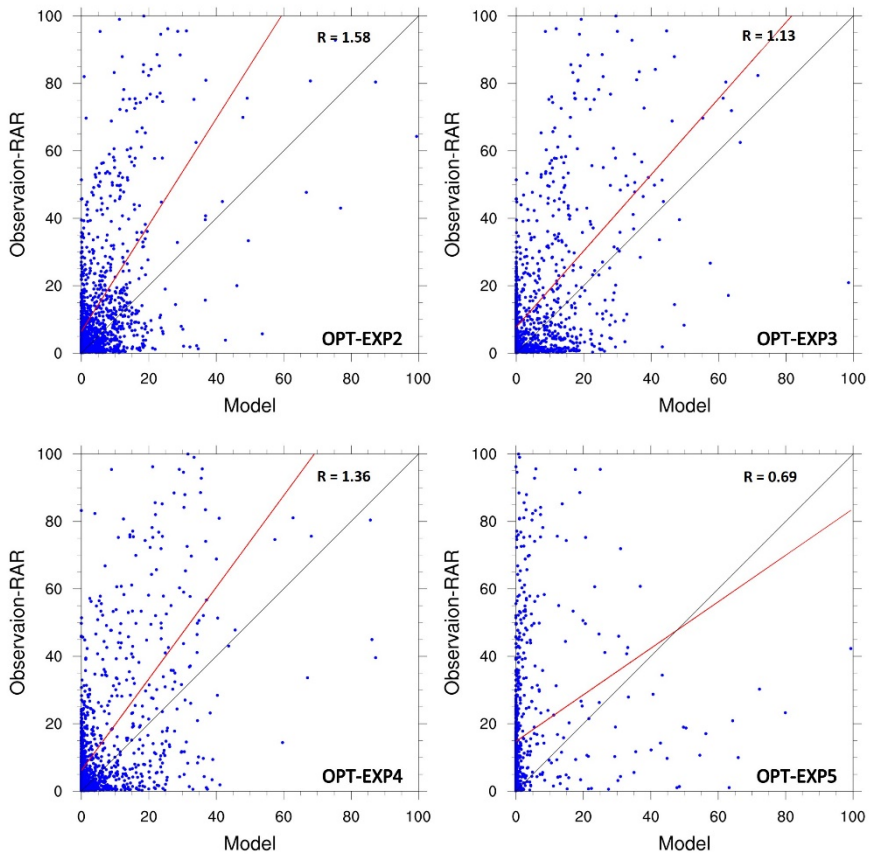 100
80
60
40
20
0
Observaion-RAR
R = 1.58
OPT-EXP2
0 20 40 60 80 100
Model
100
80
60
40
20
0
Observaion-RAR
R = 1.13
OPT-EXP3
0 20 40 60 80 100
Model
100
80
60
40
20
0
Observaion-RAR
R = 1.36
OPT-EXP4
0 20 40 60 80 100
Model
100
80
60
40
20
0
Observaion-RAR
R = 0.69
OPT-EXP5
0 20 40 60 80 100
Model